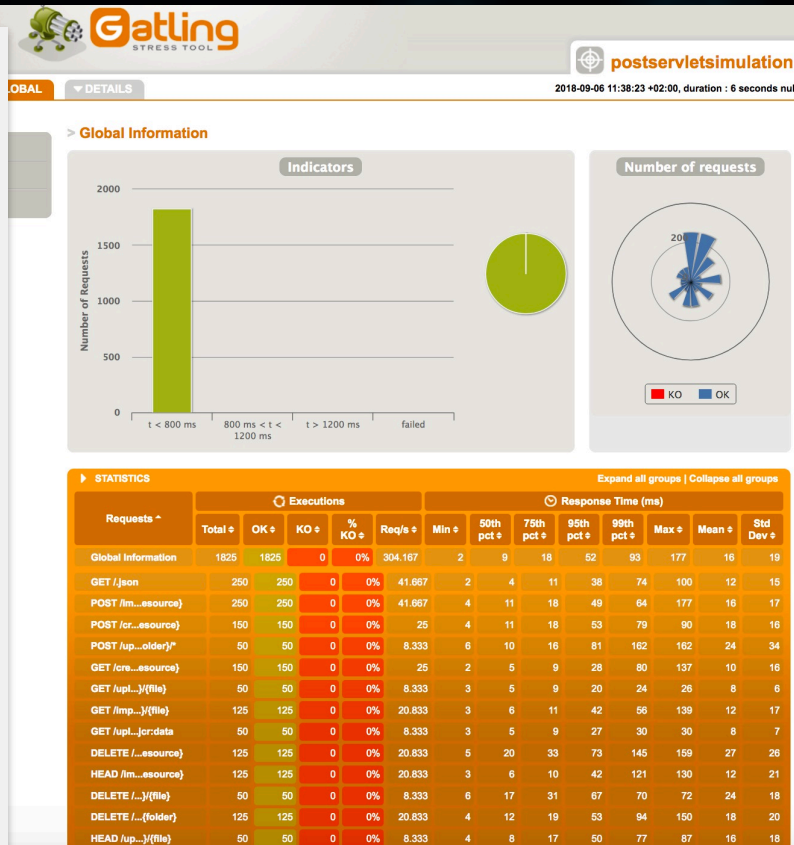 Gatling
STRESS TOOL
postservletsimulation
OBAL
▼ DETAILS
2018-09-06 11:38:23 +02:00, duration : 6 seconds nul
> Global Information
Indicators
Number of requests
2000
1500
1000
500
0
Number of Requests
t < 800 ms
800 ms < t < 1200 ms
t > 1200 ms
failed
KO
OK
STATISTICS
Expand all groups | Collapse all groups
Requests
Executions
Response Time (ms)
Total OK KO % KO Req/s Min 50th pct 75th pct 95th pct 99th pct Max Mean Std Dev
Global Information 1825 1825 0 0% 304.167 2 9 18 52 93 177 16 19
GET /.json 250 250 0 0% 41.667 2 4 11 38 74 100 12 15
POST /im...esource} 250 250 0 0% 41.667 4 11 18 49 64 177 16 17
POST /cr...esource} 150 150 0 0% 25 4 11 18 53 79 90 18 16
POST /up...older}/* 50 50 0 0% 8.333 6 10 16 81 162 162 24 34
GET /cre...esource} 150 150 0 0% 25 2 5 9 28 80 137 10 16
GET /upl...}/{file} 50 50 0 0% 8.333 3 5 9 20 24 26 8 6
GET /imp...}/{file} 125 125 0 0% 20.833 3 6 11 42 56 139 12 17
GET /upl...jcr:data 50 50 0 0% 8.333 3 5 9 27 30 30 8 7
DELETE /...esource} 125 125 0 0% 20.833 5 20 33 73 145 159 27 26
HEAD /im...esource} 125 125 0 0% 20.833 3 6 10 42 121 130 12 21
DELETE /...}/{file} 50 50 0 0% 8.333 6 17 31 67 70 72 24 18
DELETE /...{folder} 125 125 0 0% 20.833 4 12 19 53 94 150 18 20
HEAD /up...}/{file} 50 50 0 0% 8.333 4 8 17 50 77 87 16 18